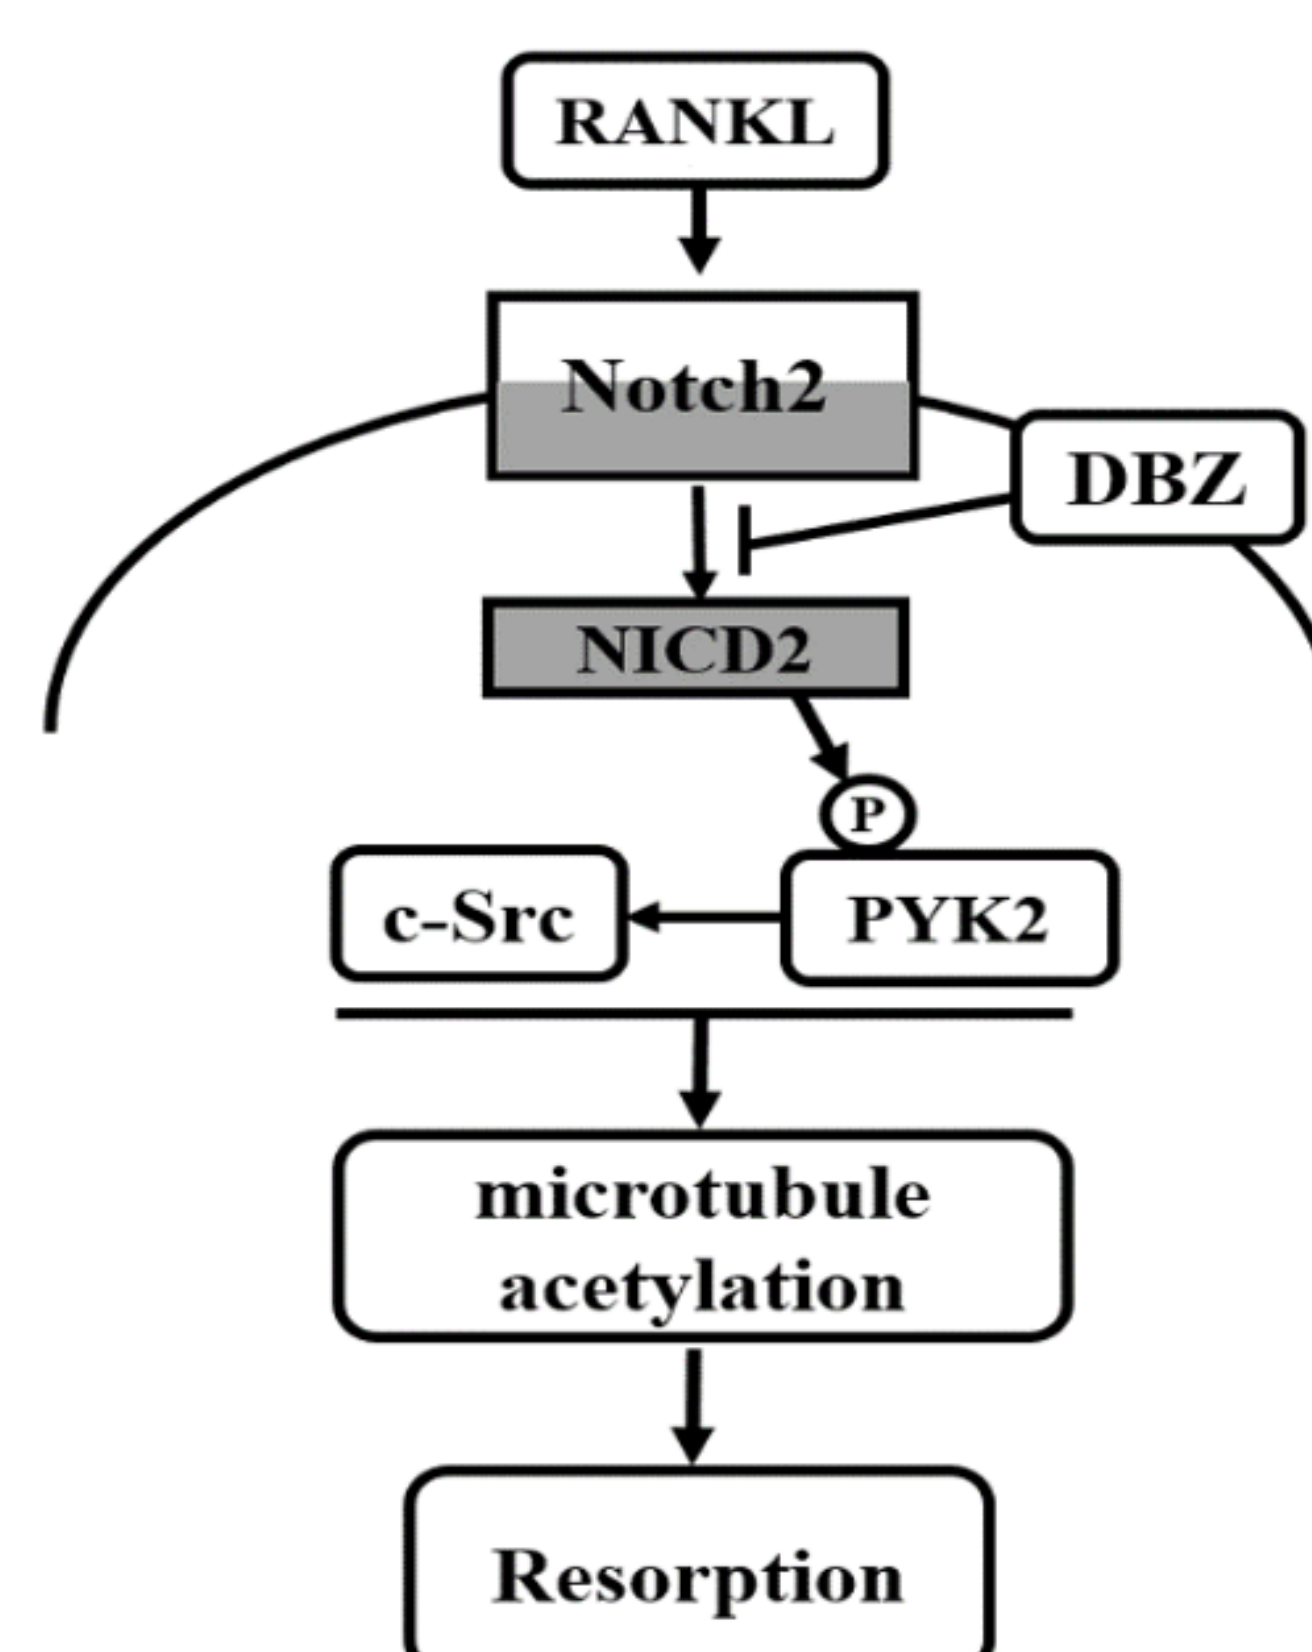 RANKL
Notch2
DBZ
NICD2
P
c-Src
PYK2
microtubule
acetylation
Resorption